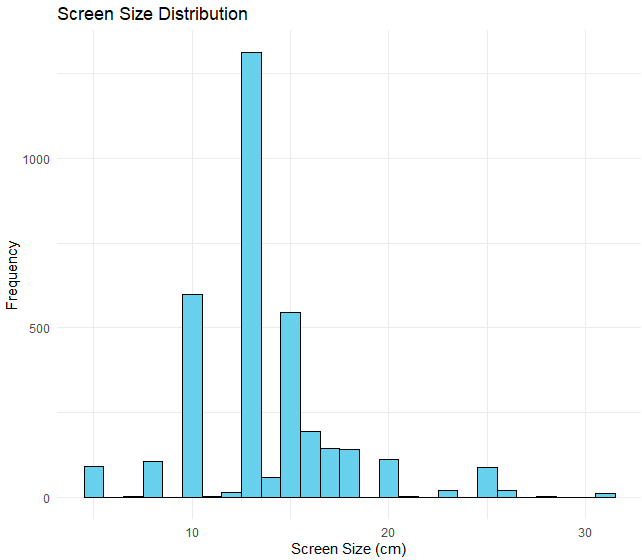 Screen Size Distribution
Frequency
1000
500
0
10 20 30
Screen Size (cm)